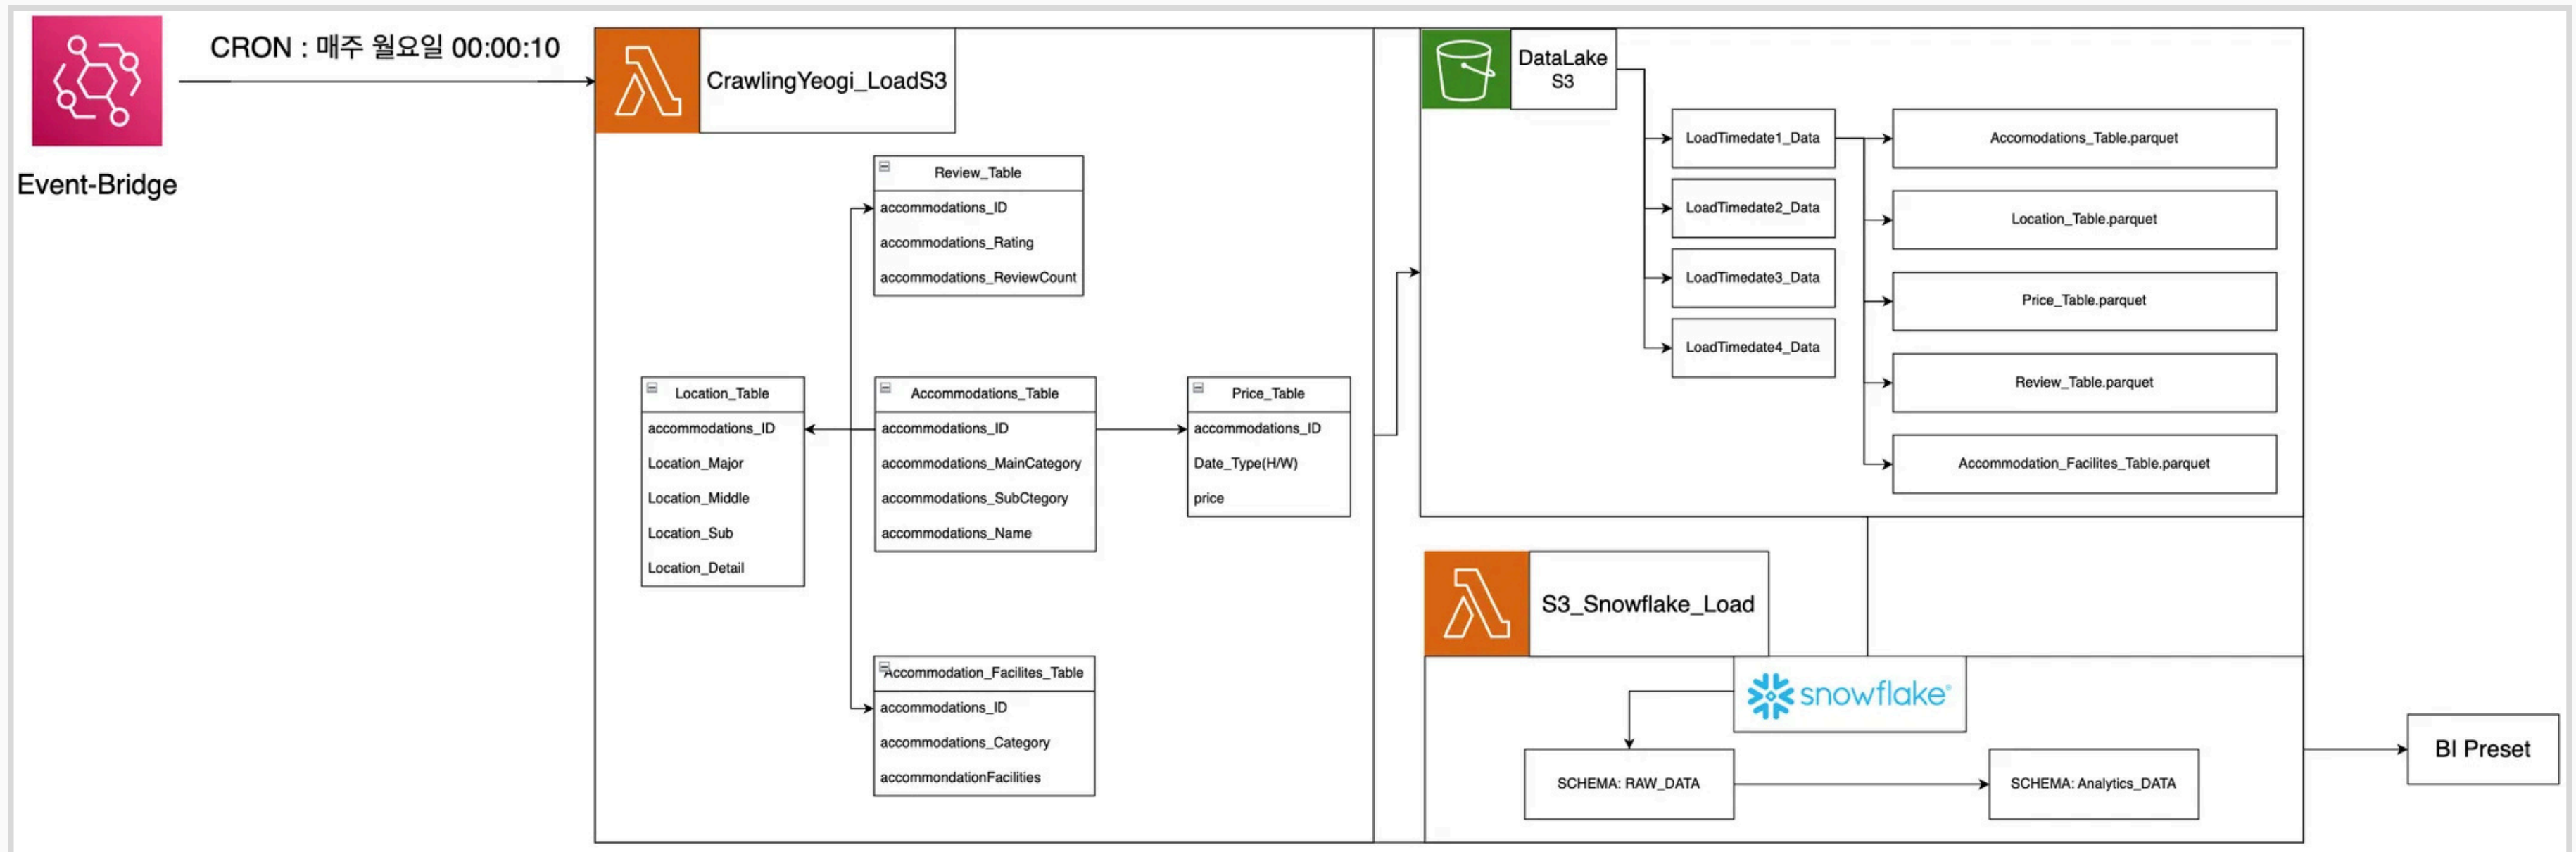 CRON : 매주 월요일 00:00:10
Event-Bridge
CrawlingYeogi_LoadS3
Review_Table
accommodations_ID
accommodations_Rating
accommodations_ReviewCount
Location_Table
accommodations_ID
Location_Major
Location_Middle
Location_Sub
Location_Detail
Accommodations_Table
accommodations_ID
accommodations_MainCategory
accommodations_SubCtegory
accommodations_Name
Price_Table
accommodations_ID
Date_Type(H/W)
price
Accommodation_Facilites_Table
accommodations_ID
accommodations_Category
accommondationFacilities
DataLake
S3
LoadTimedate1_Data
LoadTimedate2_Data
LoadTimedate3_Data
LoadTimedate4_Data
Accomodations_Table.parquet
Location_Table.parquet
Price_Table.parquet
Review_Table.parquet
Accommodation_Facilites_Table.parquet
S3_Snowflake_Load
snowflake®
SCHEMA: RAW_DATA
SCHEMA: Analytics_DATA
BI Preset